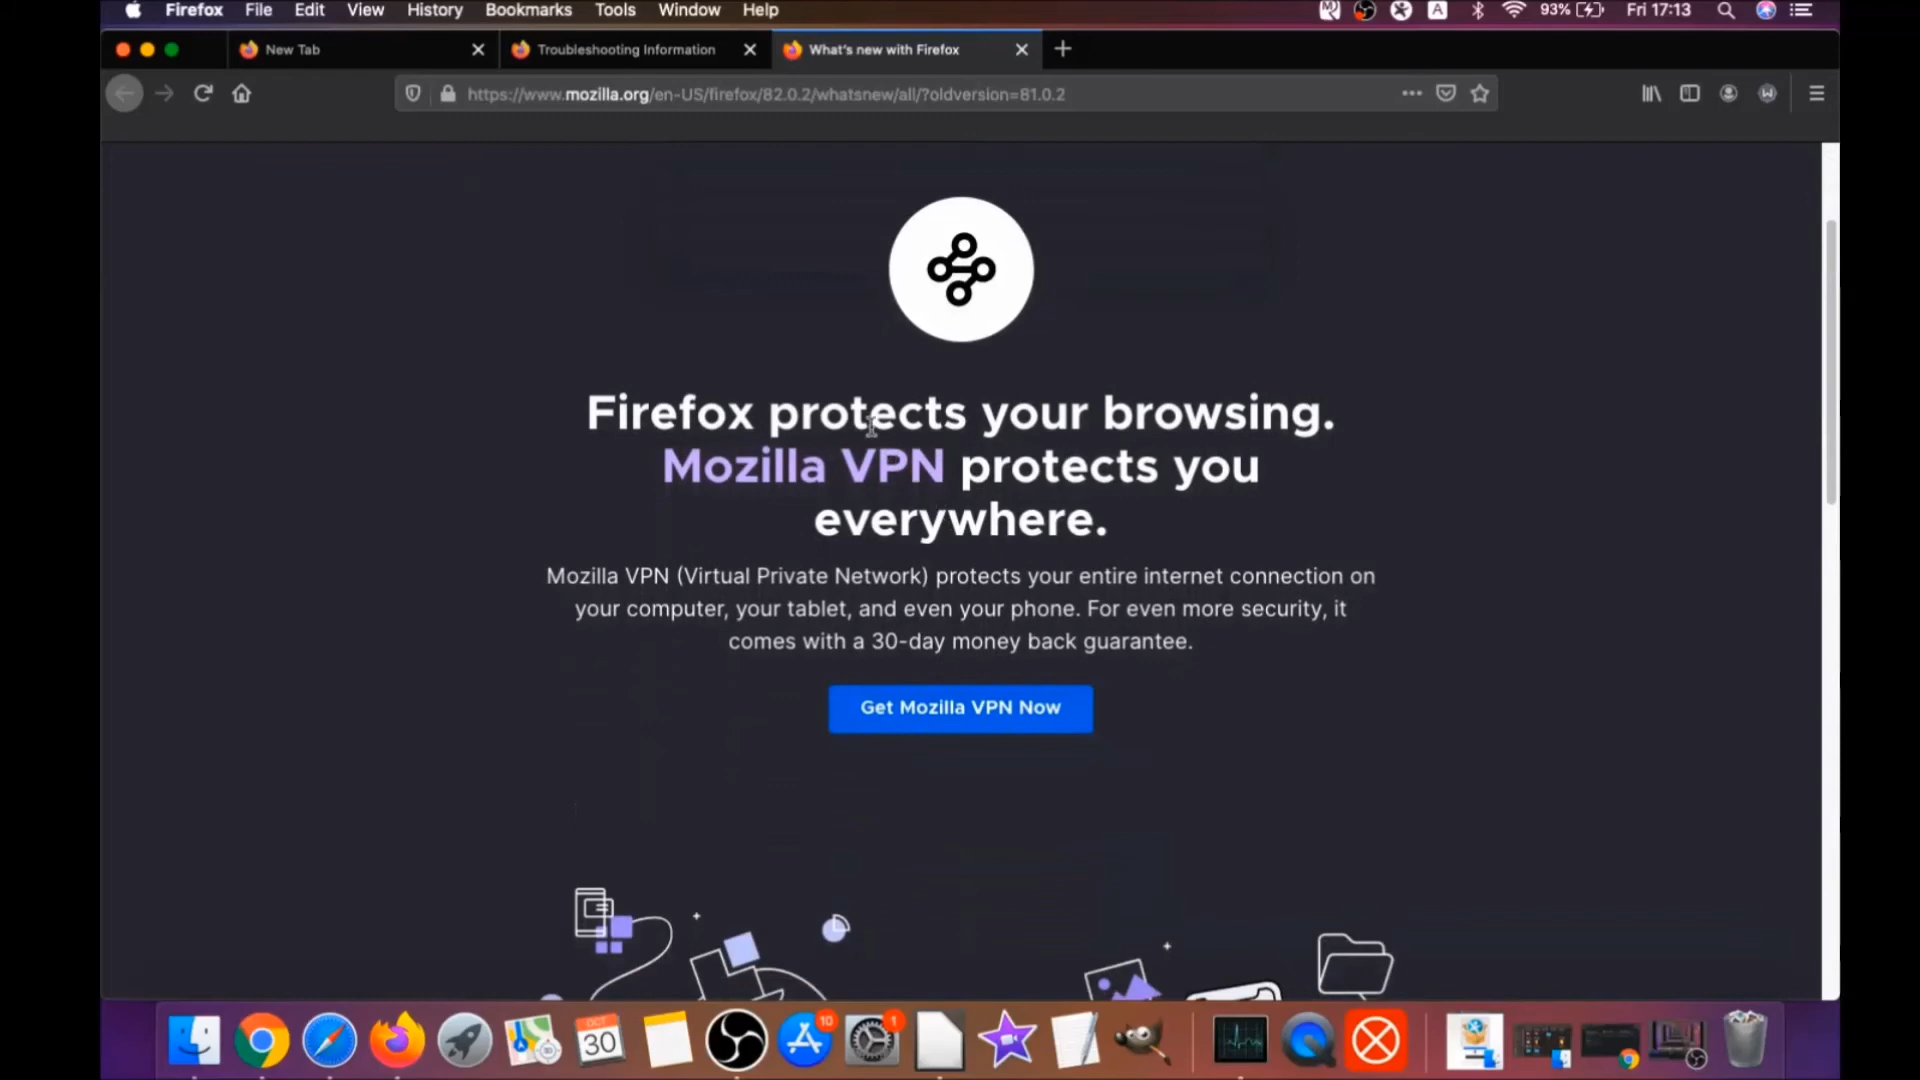 Firefox File Edit View History Bookmarks Tools Window Help A 93% Fri 17:13
New Tab Troubleshooting Information What's new with Firefox
https://www.mozilla.org/en-US/firefox/82.0.2/whatsnew/all/?oldversion=81.0.2
Firefox protects your browsing.
Mozilla VPN protects you
everywhere.
Mozilla VPN (Virtual Private Network) protects your entire internet connection on
your computer, your tablet, and even your phone. For even more security, it
comes with a 30-day money back guarantee.
Get Mozilla VPN Now
OCT
30
10
1